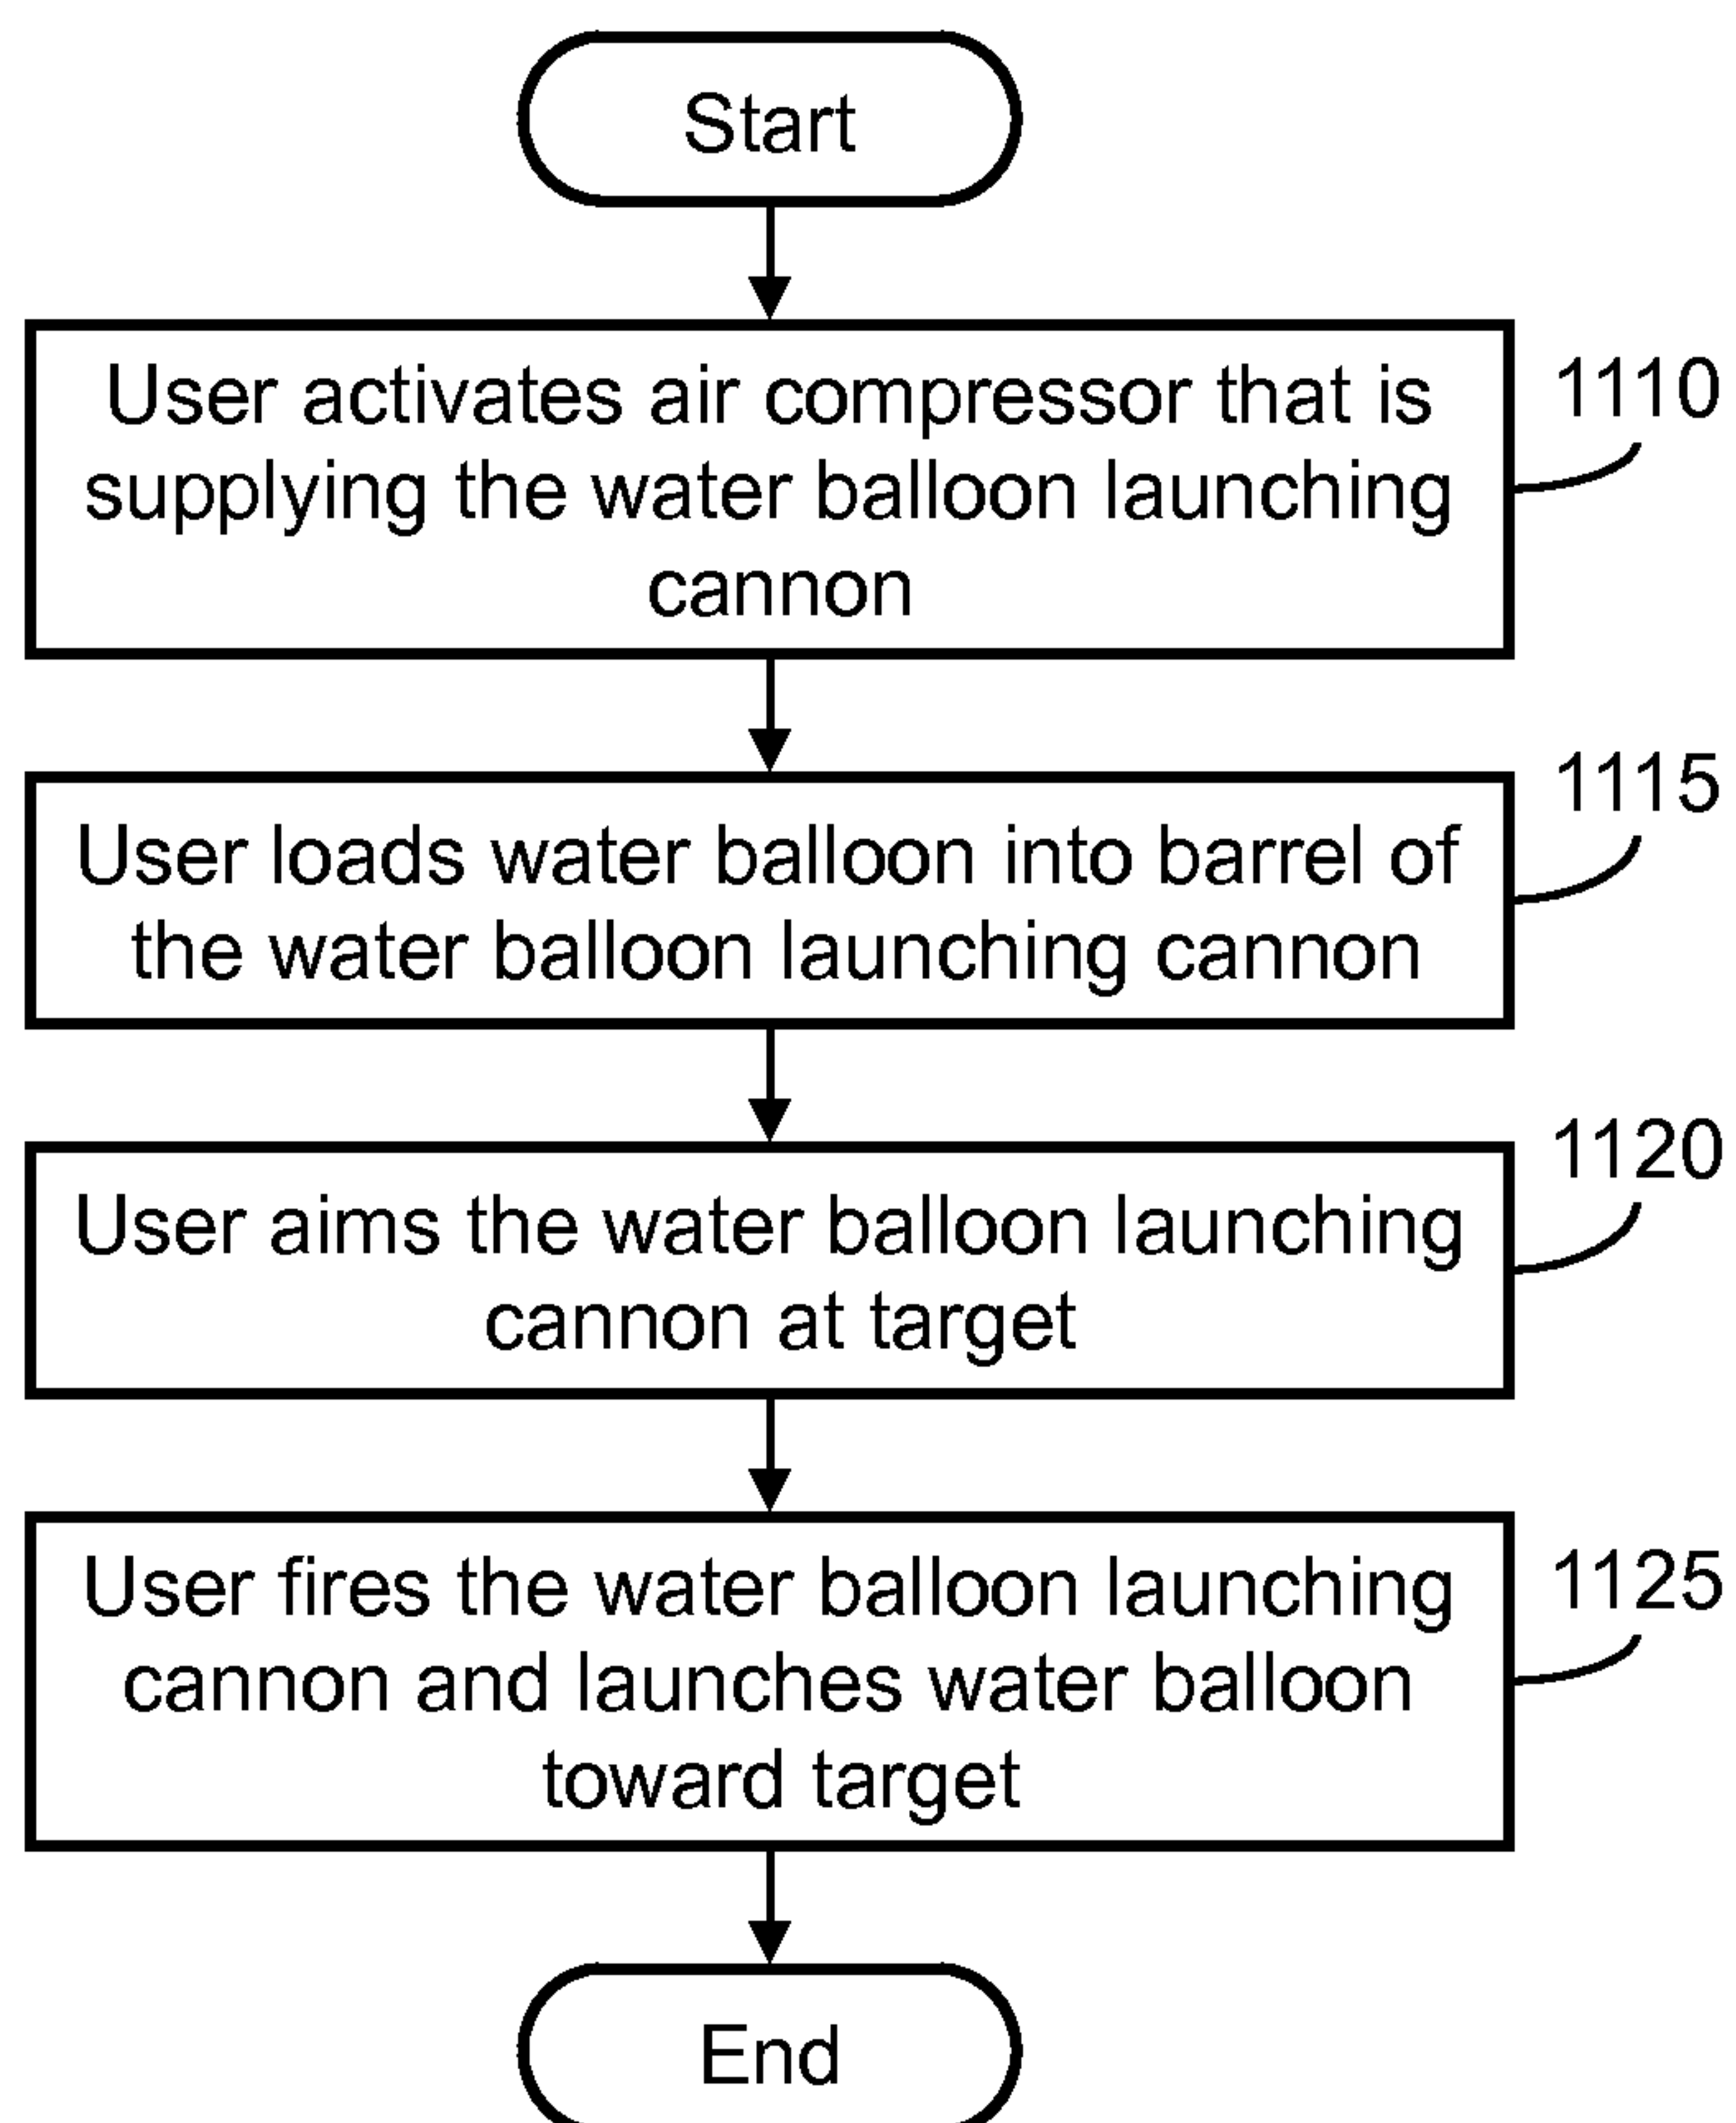 Start
User activates air compressor that is
supplying the water balloon launching
cannon
1110
User loads water balloon into barrel of
the water balloon launching cannon
1115
User aims the water balloon launching
cannon at target
1120
User fires the water balloon launching
cannon and launches water balloon
toward target
1125
End